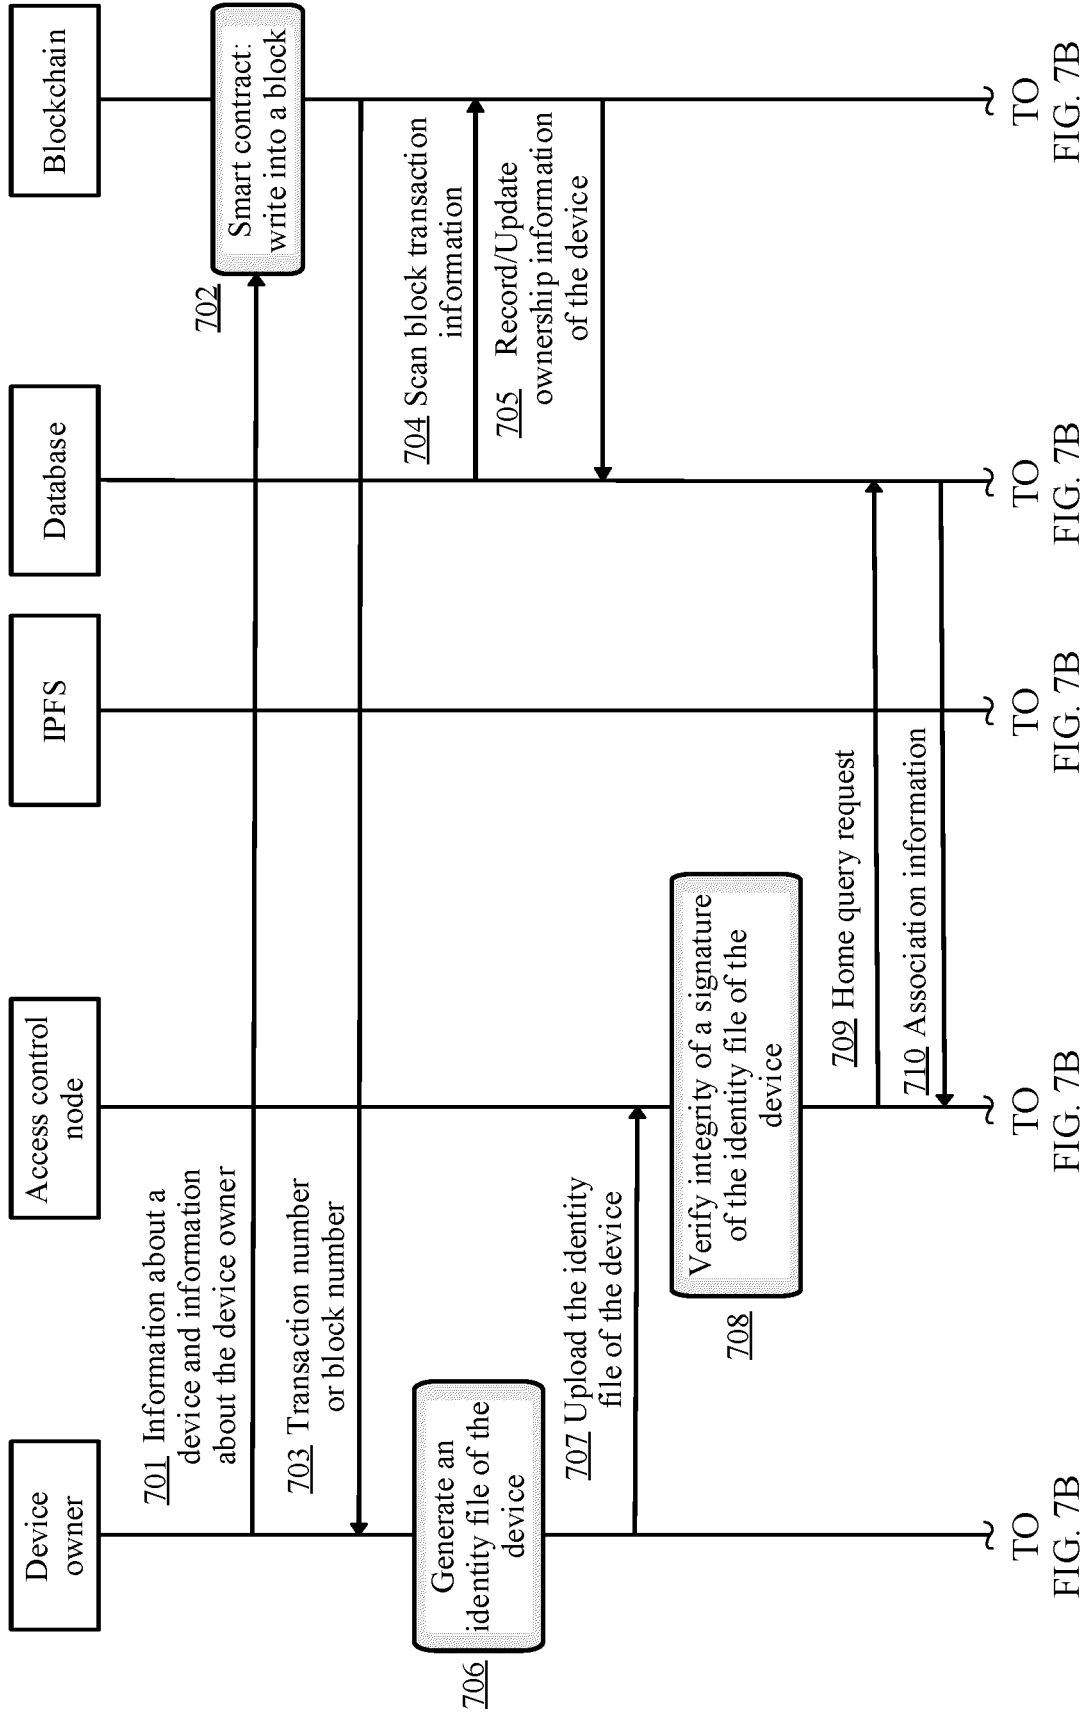 Device
owner
Access control
node
IPFS
Database
Blockchain
701 Information about a
device and information
about the device owner
702
Smart contract:
write into a block
703 Transaction number
or block number
704 Scan block transaction
information
705 Record/Update
ownership information
of the device
706
Generate an
identity file of the
device
707 Upload the identity
file of the device
708
Verify integrity of a signature
of the identity file of the
device
709 Home query request
710 Association information
TO
FIG. 7B
TO
FIG. 7B
TO
FIG. 7B
TO
FIG. 7B
TO
FIG. 7B